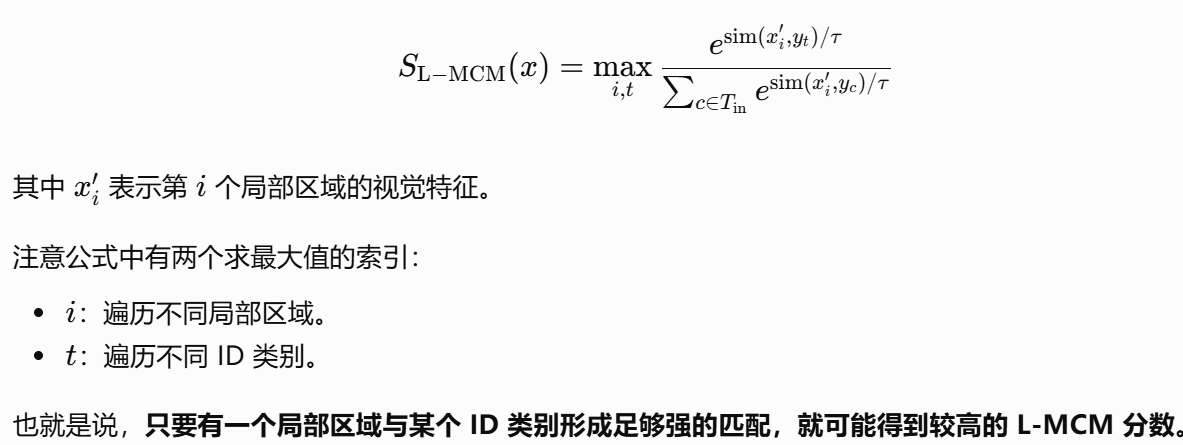 S_{L−MCM}(x) = max_{i,t} \frac{e^{sim(x'_i, y_t)/τ}}{∑_{c∈T_{in}} e^{sim(x'_i, y_c)/τ}}
其中 x'_i 表示第 i 个局部区域的视觉特征。
注意公式中有两个求最大值的索引：
• i：遍历不同局部区域。
• t：遍历不同 ID 类别。
也就是说，只要有一个局部区域与某个 ID 类别形成足够强的匹配，就可能得到较高的 L-MCM 分数。